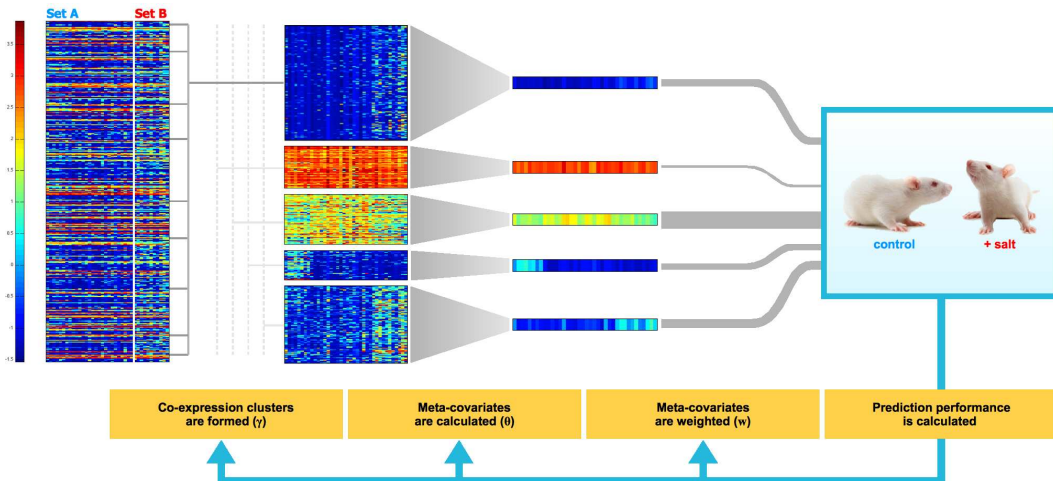 Set A Set B
3.5
3
2.5
2
1.5
1
0.5
0
-0.5
-1
-1.5
control + salt
Co-expression clusters
are formed (γ)
Meta-covariates
are calculated (θ)
Meta-covariates
are weighted (w)
Prediction performance
is calculated